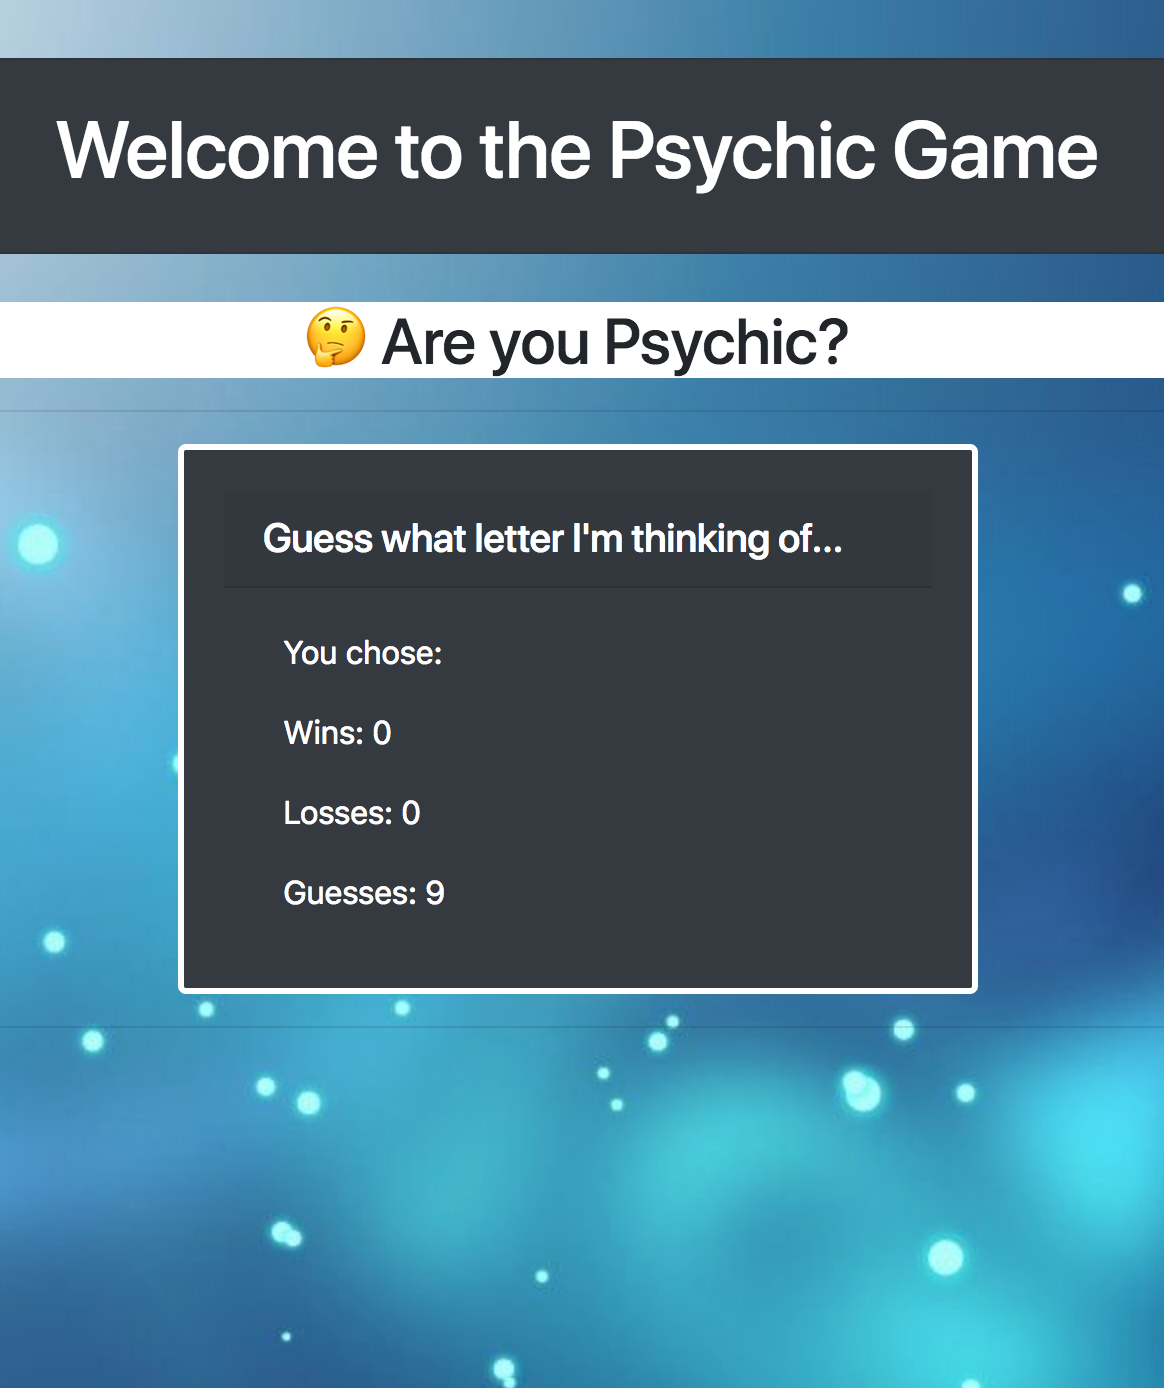 Welcome to the Psychic Game
🤔 Are you Psychic?
Guess what letter I'm thinking of...
You chose:
Wins: 0
Losses: 0
Guesses: 9